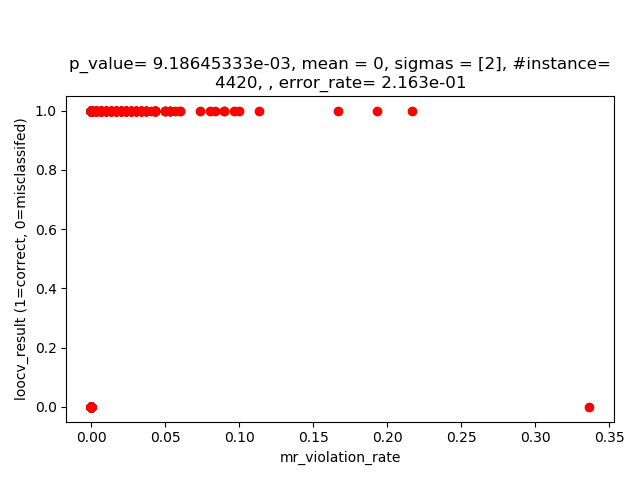 p_value= 9.18645333e-03, mean = 0, sigmas = [2], #instance=
4420, , error_rate= 2.163e-01
1.0
0.8
0.6
0.4
0.2
0.0
loocv_result (1=correct, 0=misclassifed)
0.00 0.05 0.10 0.15 0.20 0.25 0.30 0.35
mr_violation_rate